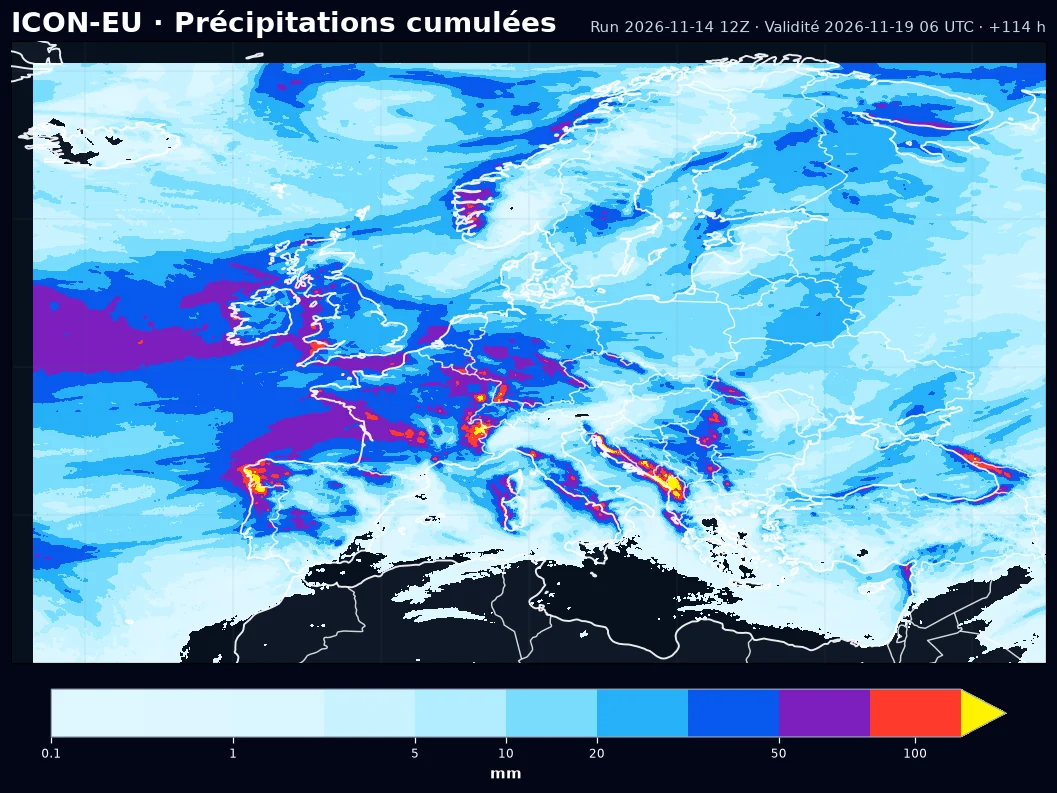 ICON-EU · Précipitations cumulées
Run 2026-11-14 12Z · Validité 2026-11-19 06 UTC · +114 h
0.1 1 5 10 20 50 100
mm